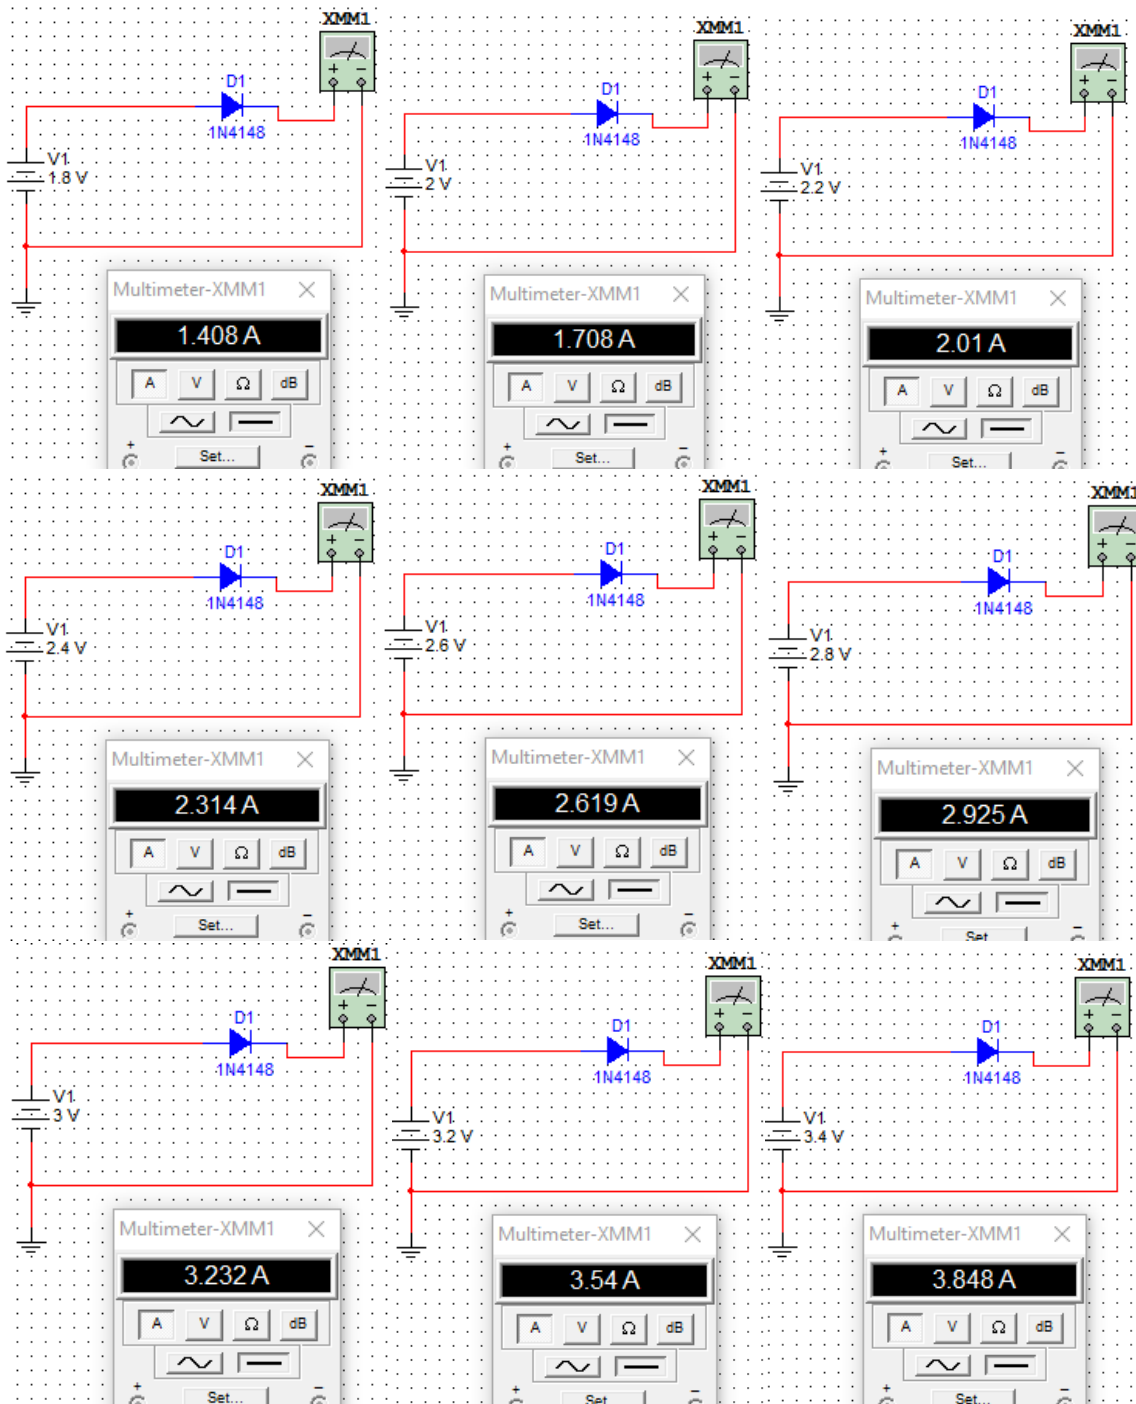 XMM1
+ −
D1
1N4148
V1
1.8 V
Multimeter-XMM1
1.408 A
A V Ω dB
+ −
Set...
XMM1
+ −
D1
1N4148
V1
2 V
Multimeter-XMM1
1.708 A
A V Ω dB
+ −
Set...
XMM1
+ −
D1
1N4148
V1
2.2 V
Multimeter-XMM1
2.01 A
A V Ω dB
+ −
Set...
XMM1
+ −
D1
1N4148
V1
2.4 V
Multimeter-XMM1
2.314 A
A V Ω dB
+ −
Set...
XMM1
+ −
D1
1N4148
V1
2.6 V
Multimeter-XMM1
2.619 A
A V Ω dB
+ −
Set...
XMM1
+ −
D1
1N4148
V1
2.8 V
Multimeter-XMM1
2.925 A
A V Ω dB
+ −
Set
XMM1
+ −
D1
1N4148
V1
3 V
Multimeter-XMM1
3.232 A
A V Ω dB
+ −
Set...
XMM1
+ −
D1
1N4148
V1
3.2 V
Multimeter-XMM1
3.54 A
A V Ω dB
+ −
Set...
XMM1
+ −
D1
1N4148
V1
3.4 V
Multimeter-XMM1
3.848 A
A V Ω dB
+ −
Set...